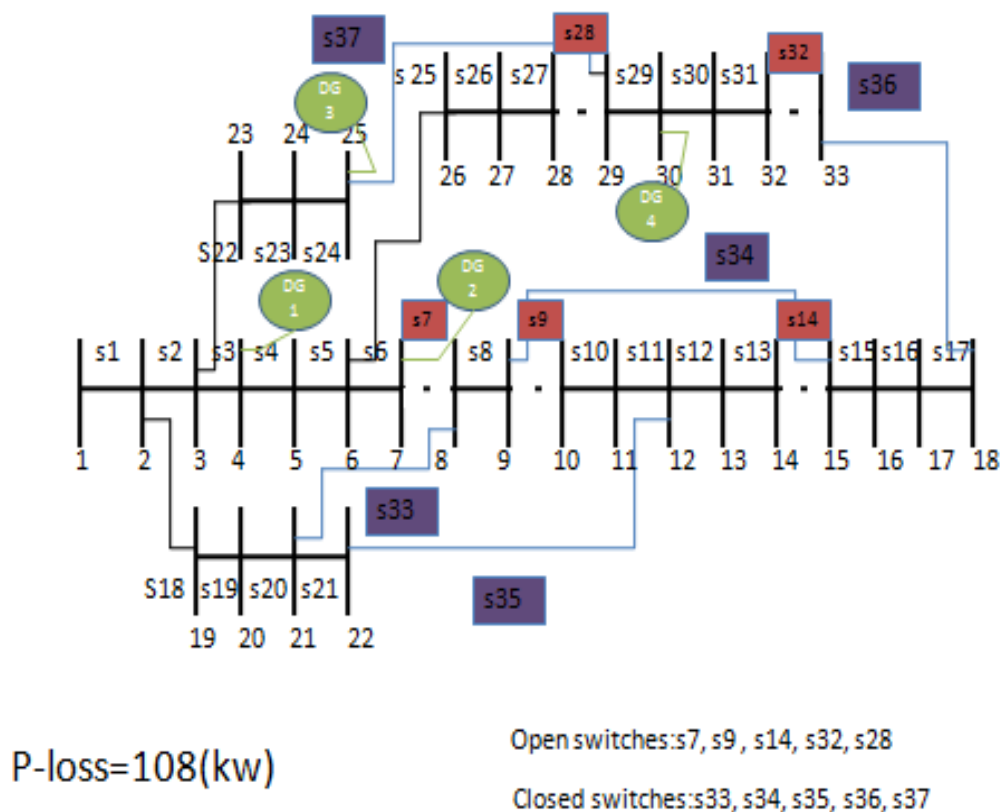 s37
s28
s32
s36
s 25 s26 s27 s29 s30 s31
DG
3
23 24 25
26 27 28 29 30 31 32 33
DG
4
S22 s23 s24
s34
DG
1
DG
2
s7 s9 s14
s1 s2 s3 s4 s5 s6 s8 s10 s11 s12 s13 s15 s16 s17
1 2 3 4 5 6 7 8 9 10 11 12 13 14 15 16 17 18
s33
S18 s19 s20 s21
s35
19 20 21 22
P-loss=108(kw)
Open switches:s7, s9 , s14, s32, s28
Closed switches:s33, s34, s35, s36, s37